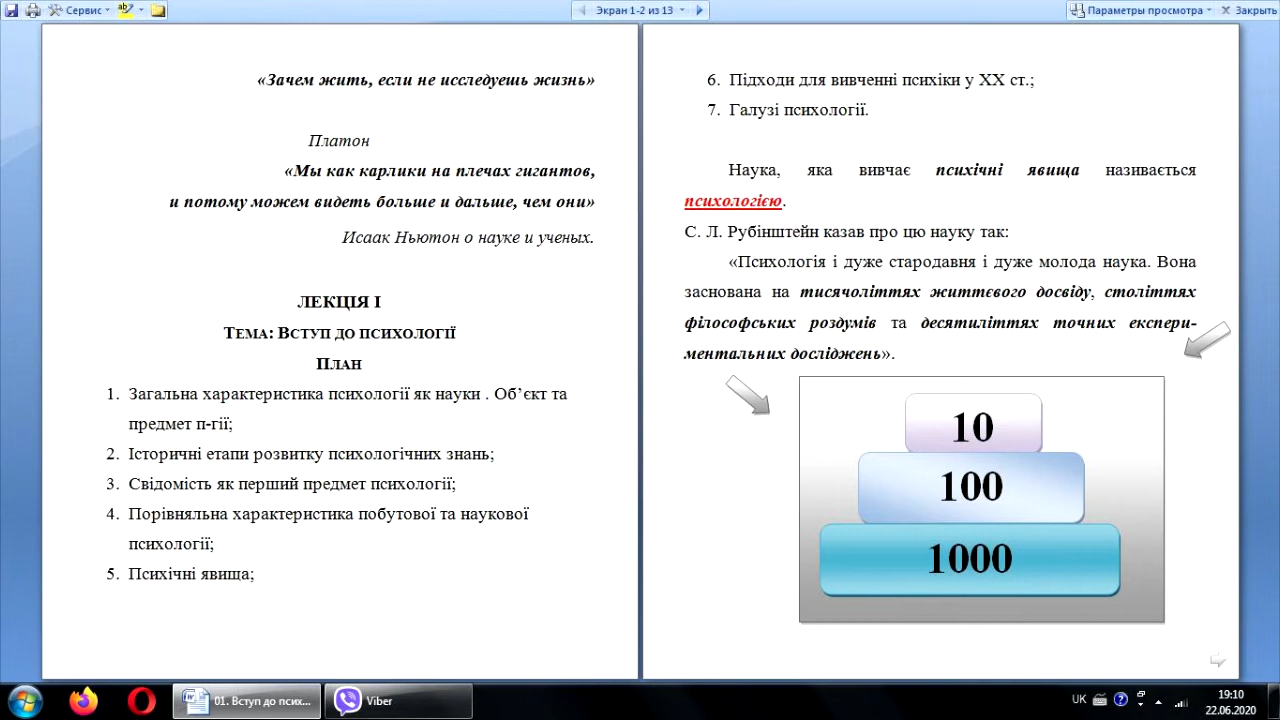 Сервис
Экран 1-2 из 13
Параметры просмотра
Закрыть
«Зачем жить, если не исследуешь жизнь»
Платон
«Мы как карлики на плечах гигантов,
и потому можем видеть больше и дальше, чем они»
Исаак Ньютон о науке и ученых.
ЛЕКЦІЯ І
ТЕМА: ВСТУП ДО ПСИХОЛОГІЇ
ПЛАН
1. Загальна характеристика психології як науки . Об’єкт та
предмет п-гії;
2. Історичні етапи розвитку психологічних знань;
3. Свідомість як перший предмет психології;
4. Порівняльна характеристика побутової та наукової
психології;
5. Психічні явища;
6. Підходи для вивченні психіки у ХХ ст.;
7. Галузі психології.
Наука, яка вивчає психічні явища називається
психологією.
С. Л. Рубінштейн казав про цю науку так:
«Психологія і дуже стародавня і дуже молода наука. Вона
заснована на тисячоліттях життєвого досвіду, століттях
філософських роздумів та десятиліттях точних експери-
ментальних досліджень».
10
100
1000
01. Вступ до псих...
Viber
UK
19:10
22.06.2020